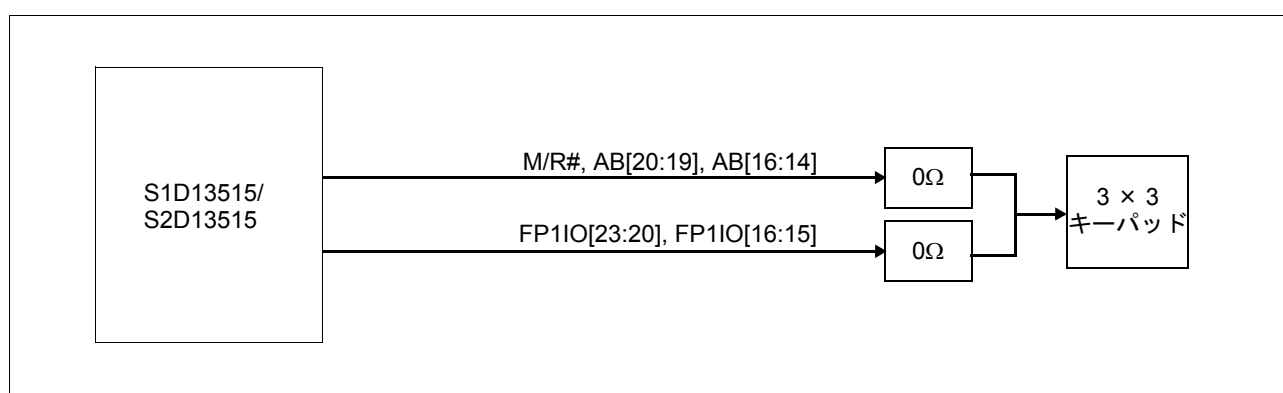 S1D13515/
S2D13515
M/R#, AB[20:19], AB[16:14]
FP1IO[23:20], FP1IO[16:15]
0Ω
0Ω
3 × 3
キーパッド